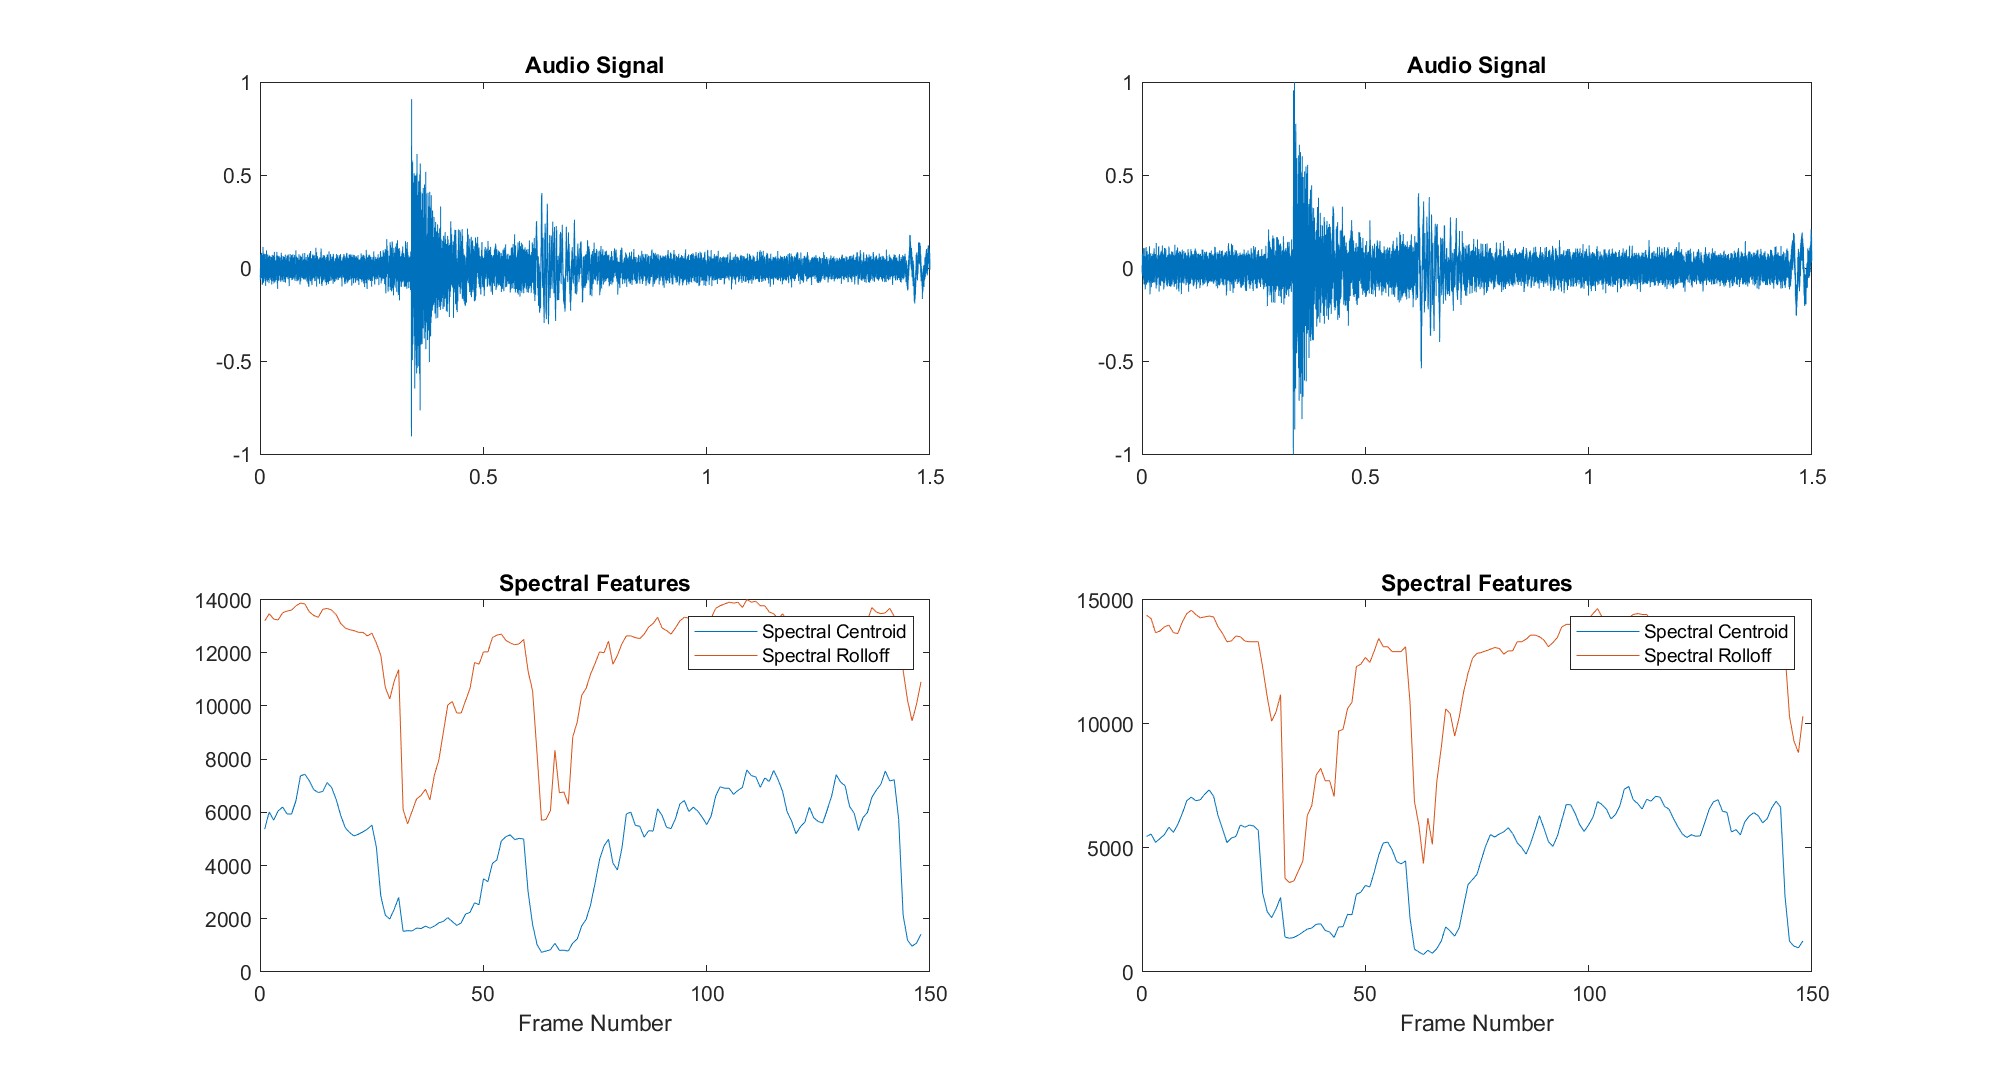 Audio Signal
1
0.5
0
-0.5
-1
0 0.5 1 1.5
Audio Signal
1
0.5
0
-0.5
-1
0 0.5 1 1.5
Spectral Features
14000
12000
10000
8000
6000
4000
2000
0
Spectral Centroid
Spectral Rolloff
0 50 100 150
Frame Number
Spectral Features
15000
10000
5000
0
Spectral Centroid
Spectral Rolloff
0 50 100 150
Frame Number